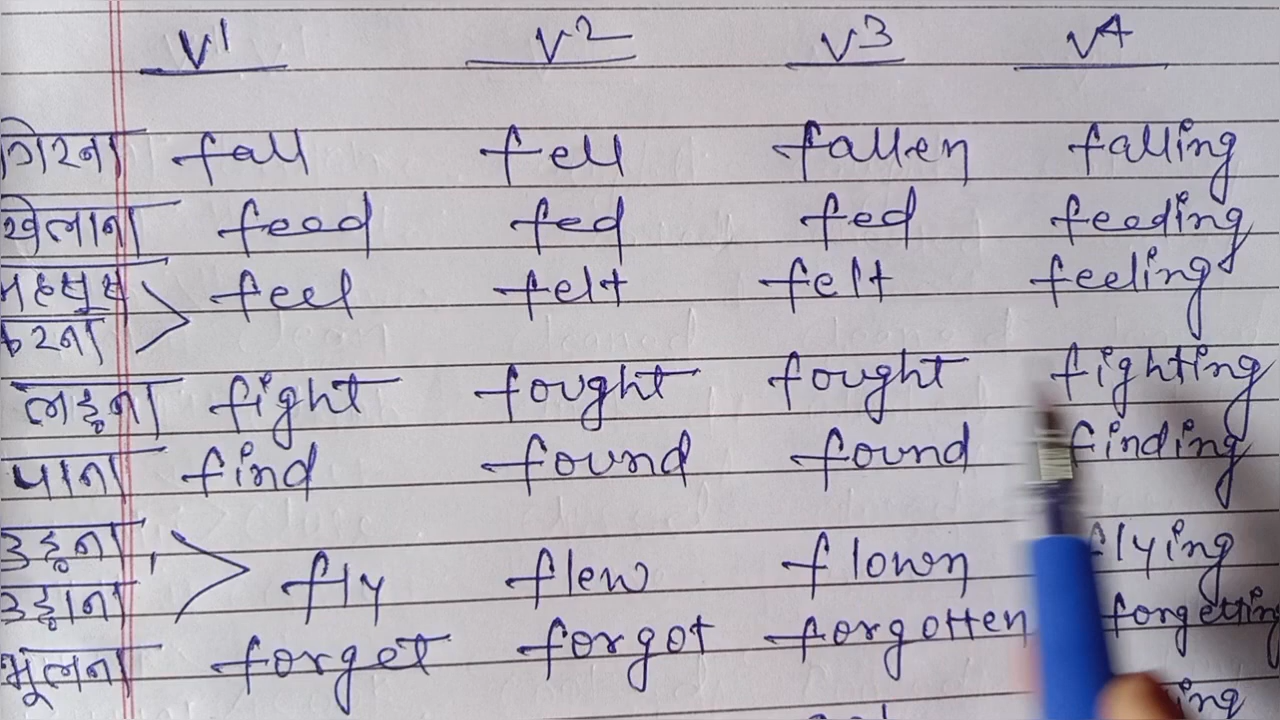 V1 V2 V3 V4
गिरना fall fell fallen falling
खेलाना feed fed fed feeding
महसुस feel felt felt feeling
करना
लड़ना fight fought fought fighting
पाना find found found finding
उड़ना,
उड़ाना fly flew flown flying
भूलना forget forgot forgotten forgetting